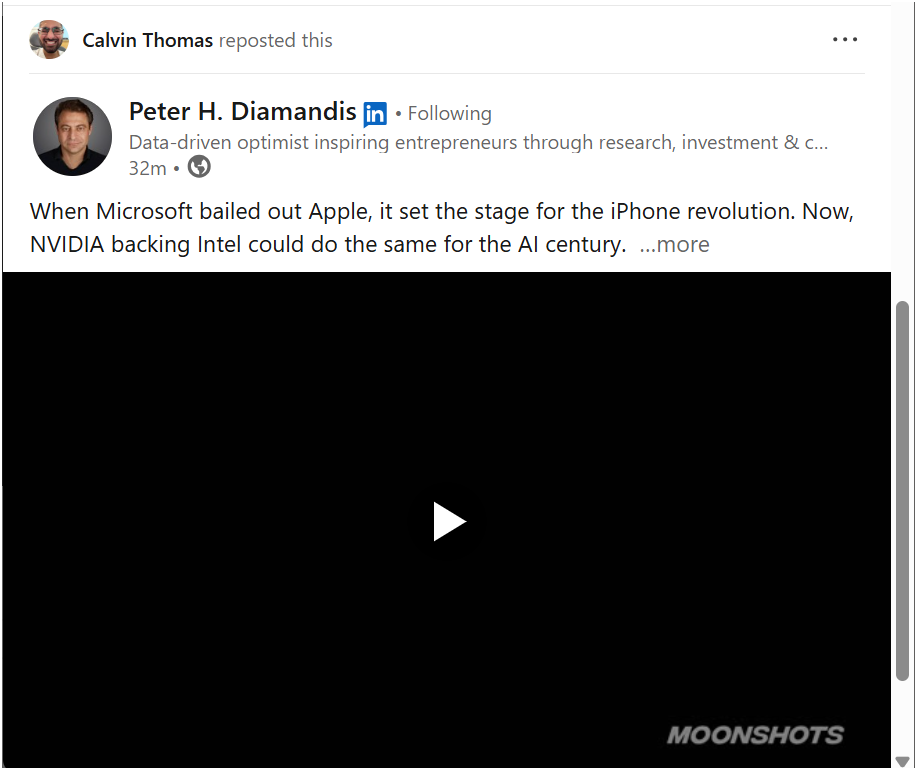 Calvin Thomas reposted this
Peter H. Diamandis in • Following
Data-driven optimist inspiring entrepreneurs through research, investment & c...
32m •
When Microsoft bailed out Apple, it set the stage for the iPhone revolution. Now,
NVIDIA backing Intel could do the same for the AI century. ...more
MOONSHOTS